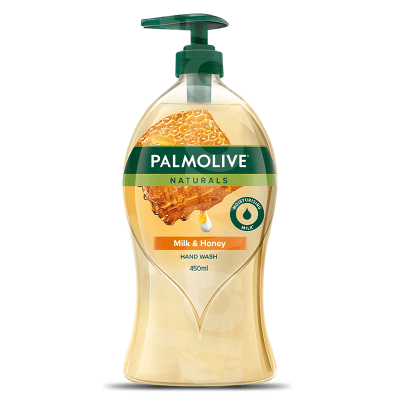 PALMOLIVE
NATURALS
MOISTURISING
MILK
Milk & Honey
HAND WASH
450ml